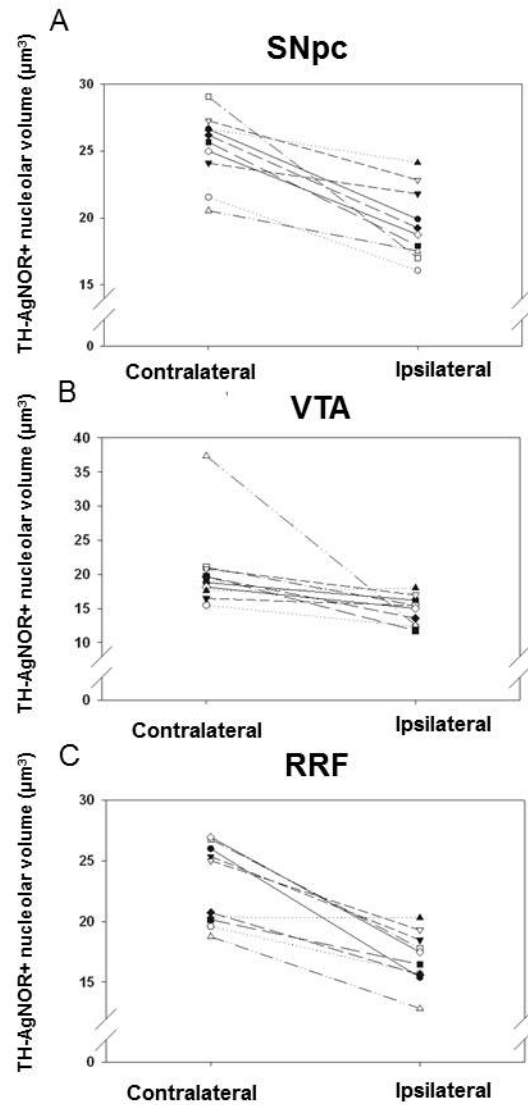 A
SNpc
TH-AgNOR+ nucleolar volume (µm³)
30
25
20
15
0
Contralateral
Ipsilateral
B
VTA
TH-AgNOR+ nucleolar volume (µm³)
40
35
30
25
20
15
10
0
Contralateral
Ipsilateral
C
RRF
TH-AgNOR+ nucleolar volume (µm³)
30
25
20
15
0
Contralateral
Ipsilateral